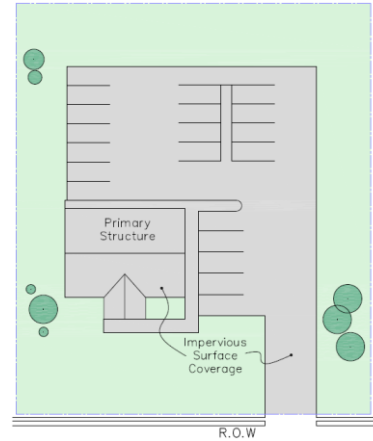 Primary
Structure
Impervious
Surface
Coverage
R.O.W